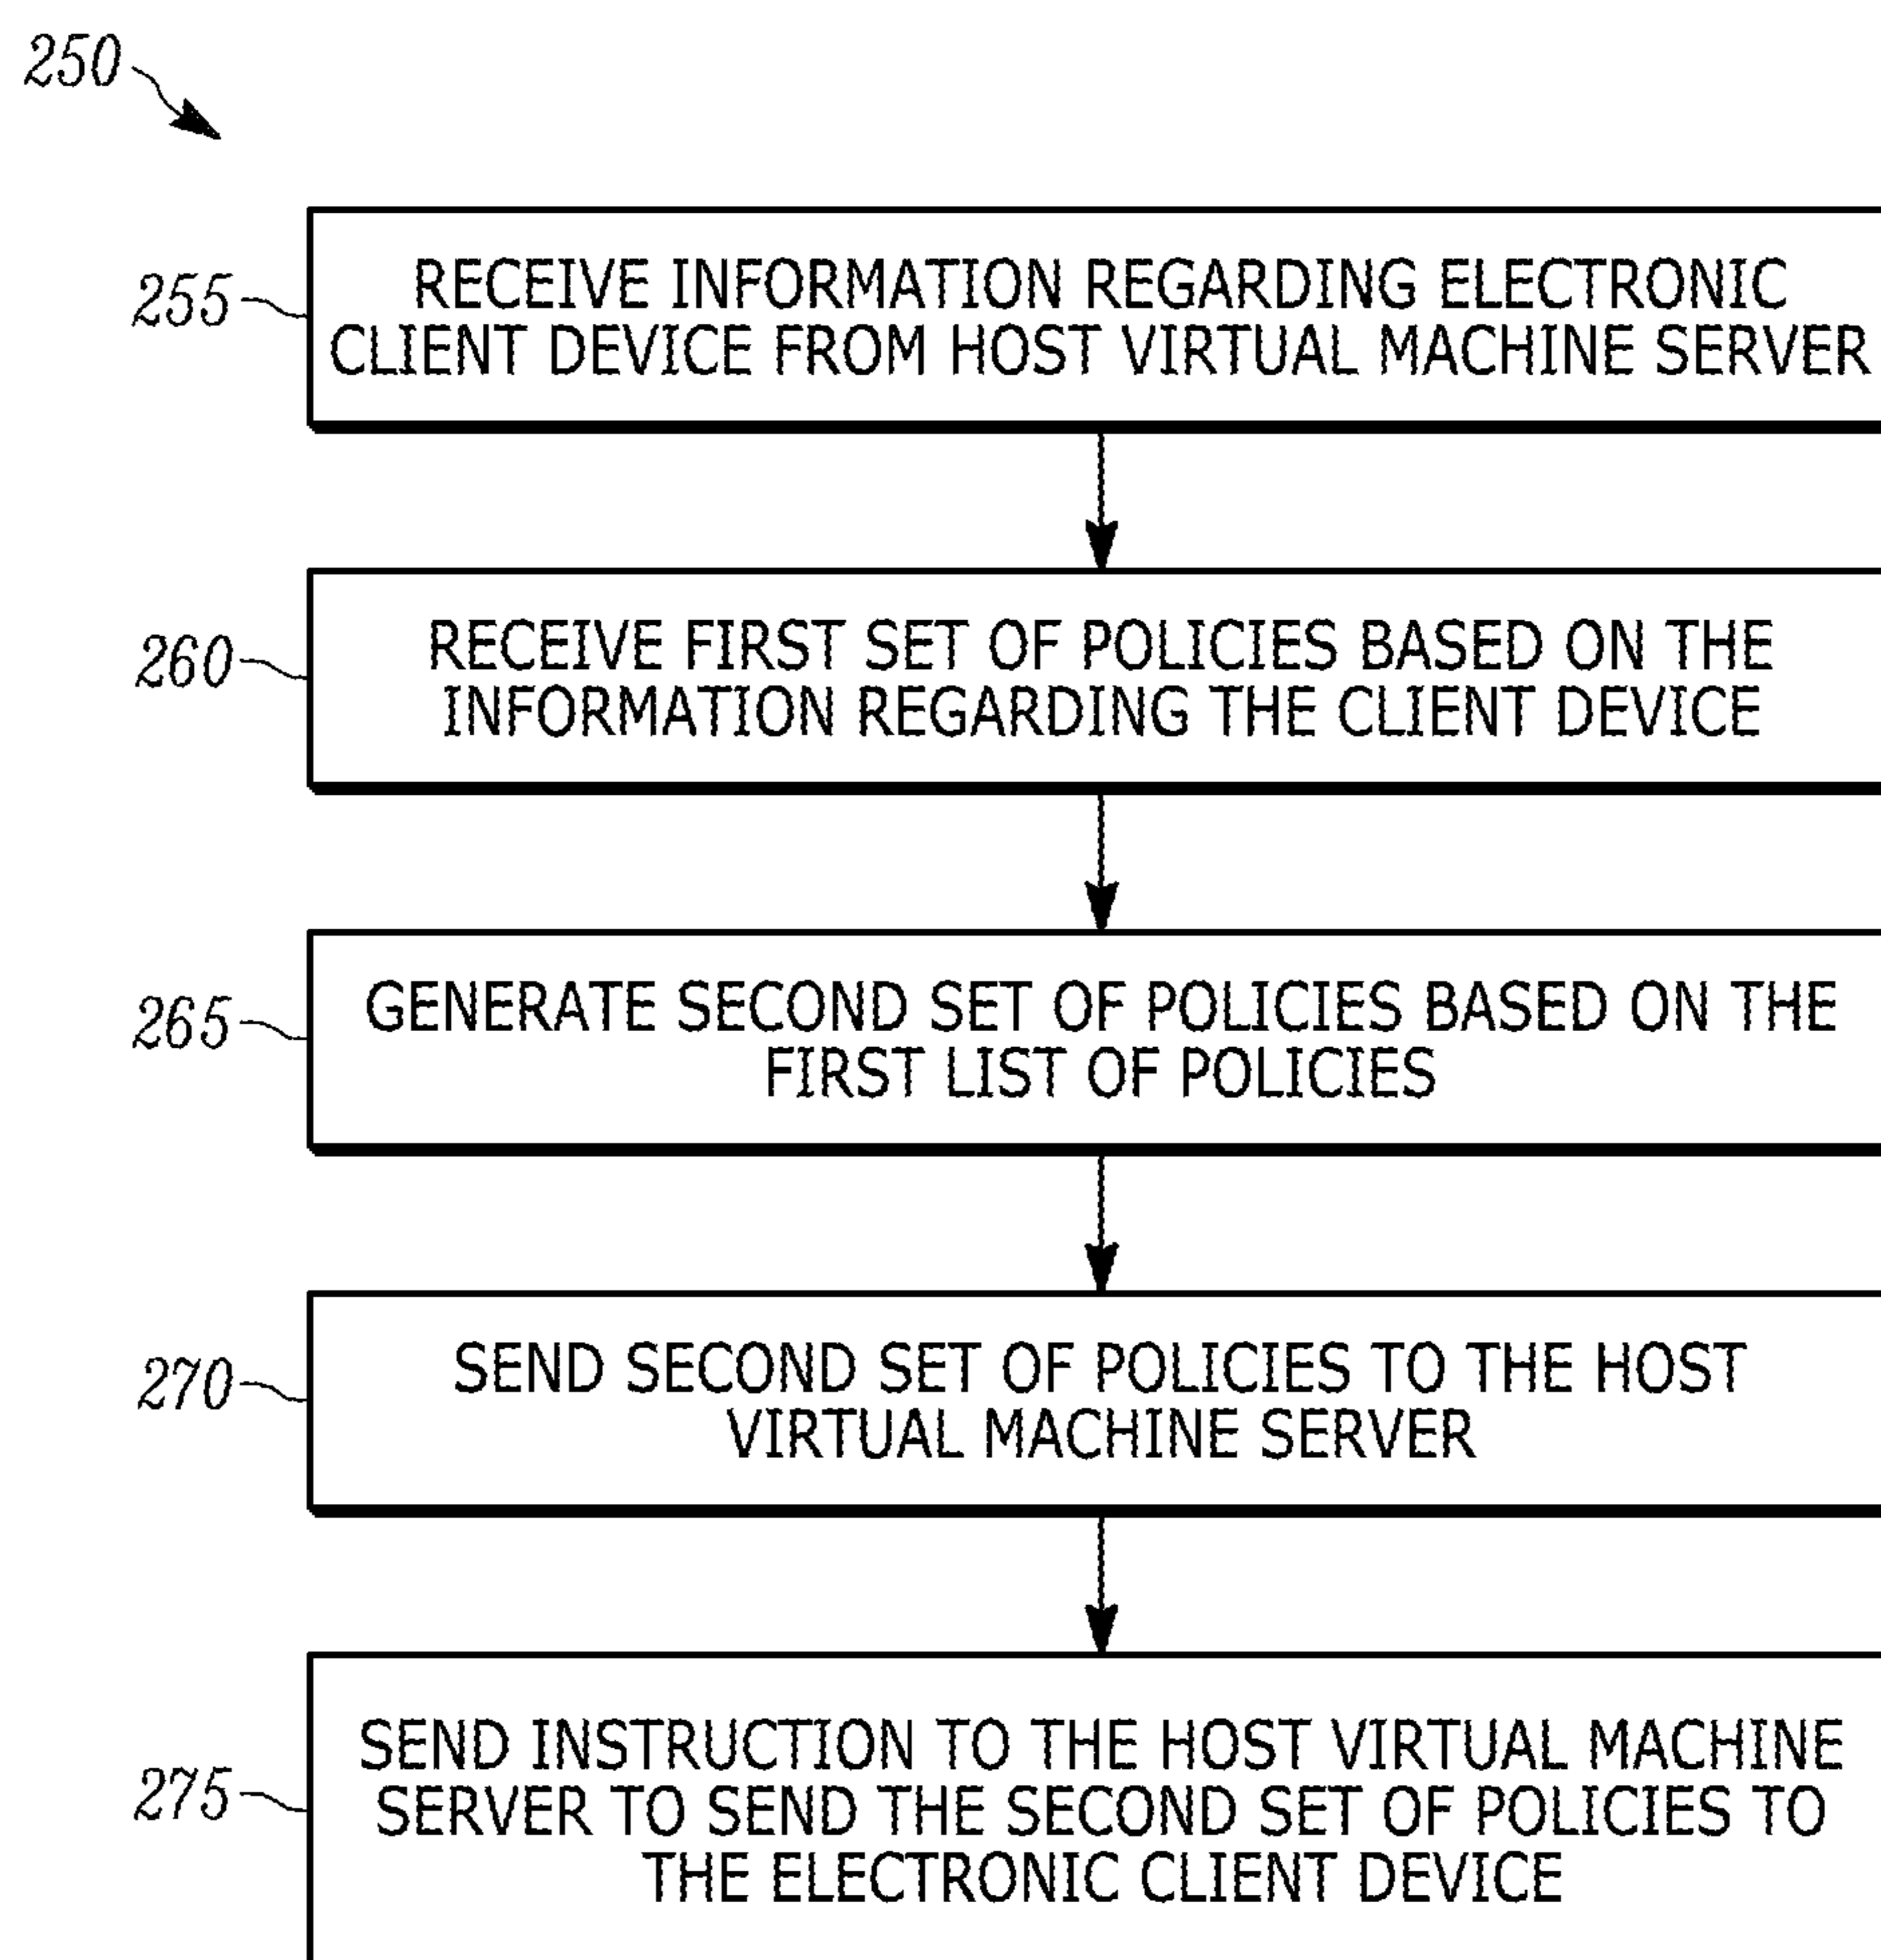 250
255
RECEIVE INFORMATION REGARDING ELECTRONIC
CLIENT DEVICE FROM HOST VIRTUAL MACHINE SERVER
260
RECEIVE FIRST SET OF POLICIES BASED ON THE
INFORMATION REGARDING THE CLIENT DEVICE
265
GENERATE SECOND SET OF POLICIES BASED ON THE
FIRST LIST OF POLICIES
270
SEND SECOND SET OF POLICIES TO THE HOST
VIRTUAL MACHINE SERVER
275
SEND INSTRUCTION TO THE HOST VIRTUAL MACHINE
SERVER TO SEND THE SECOND SET OF POLICIES TO
THE ELECTRONIC CLIENT DEVICE